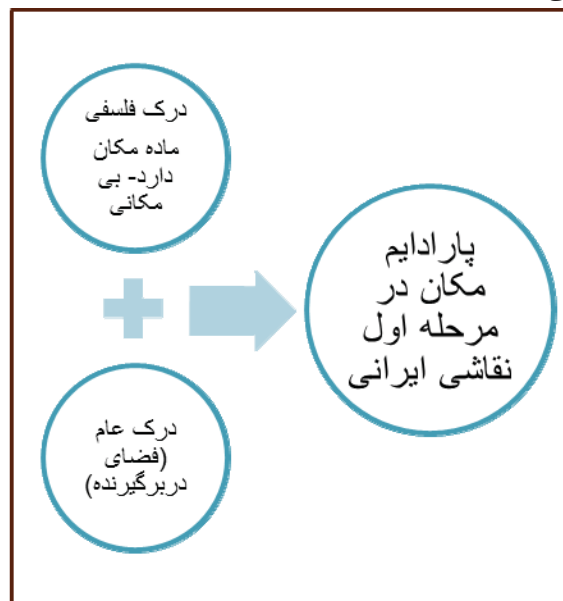 درک فلسفی
ماده مکان
دارد- بی
مکانی
درک عام
(فضای
دربرگیرنده)
پارادایم
مکان در
مرحله اول
نقاشی ایرانی